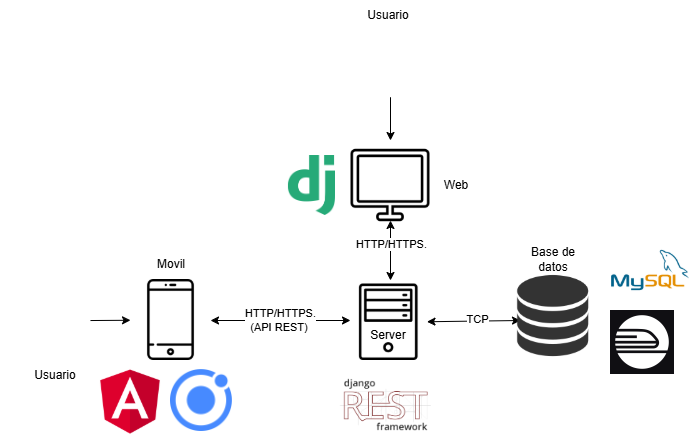 Usuario
dj
Web
HTTP/HTTPS.
Movil
HTTP/HTTPS.
(API REST)
Server
TCP
Base de
datos
MySQL
Usuario
A
django
REST
framework